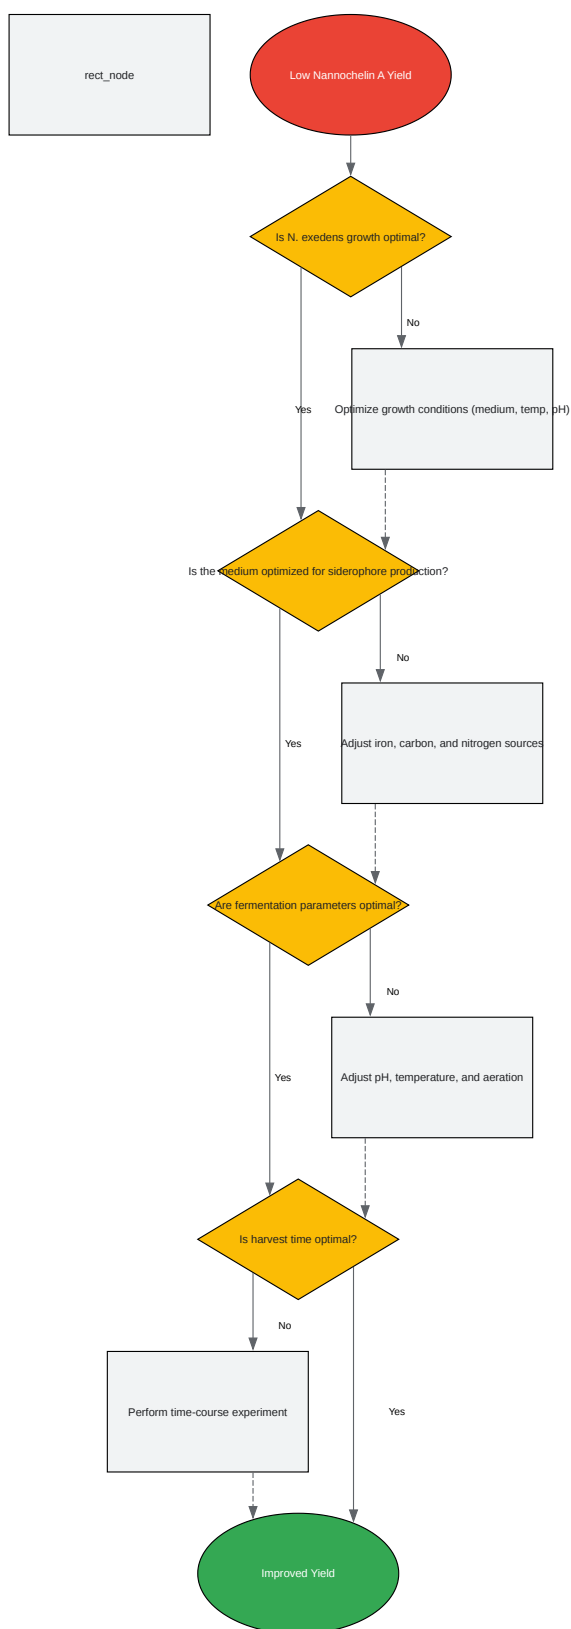 rect_node
Low Nannochelin A Yield
Is N. exedens growth optimal?
No
Yes
Optimize growth conditions (medium, temp, pH)
Is the medium optimized for siderophore production?
No
Yes
Adjust iron, carbon, and nitrogen sources
Are fermentation parameters optimal?
No
Yes
Adjust pH, temperature, and aeration
Is harvest time optimal?
No
Yes
Perform time-course experiment
Improved Yield